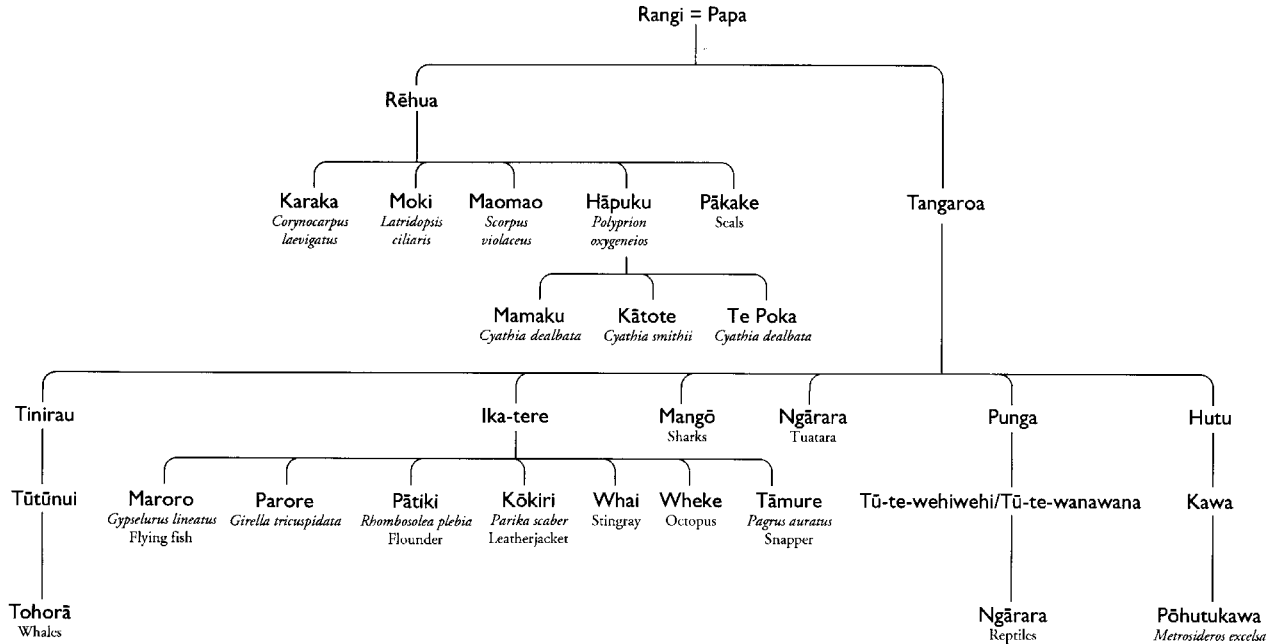 Rangi = Papa
Rēhua
Karaka Moki Maomao Hāpuku Pākake Tangaroa
Corynocarpus Latridopsis Scorpus Polyprion Seals
laevigatus ciliaris violaceus oxygeneios
Mamaku Kātote Te Poka
Cyathia dealbata Cyathia smithii Cyathia dealbata
Tinirau Ika-tere Mangō Ngārara Punga Hutu
Sharks Tuatara
Tūtūnui Maroro Parore Pātiki Kōkiri Whai Wheke Tāmure Tū-te-wehiwehi/Tū-te-wanawana Kawa
Gypselurus lineatus Girella tricuspidata Rhombosolea plebia Parika scaber Stingray Octopus Pagrus auratus
Flying fish Flounder Leatherjacket Snapper
Tohorā Ngārara Pōhutukawa
Whales Reptiles Metrosideros excelsa